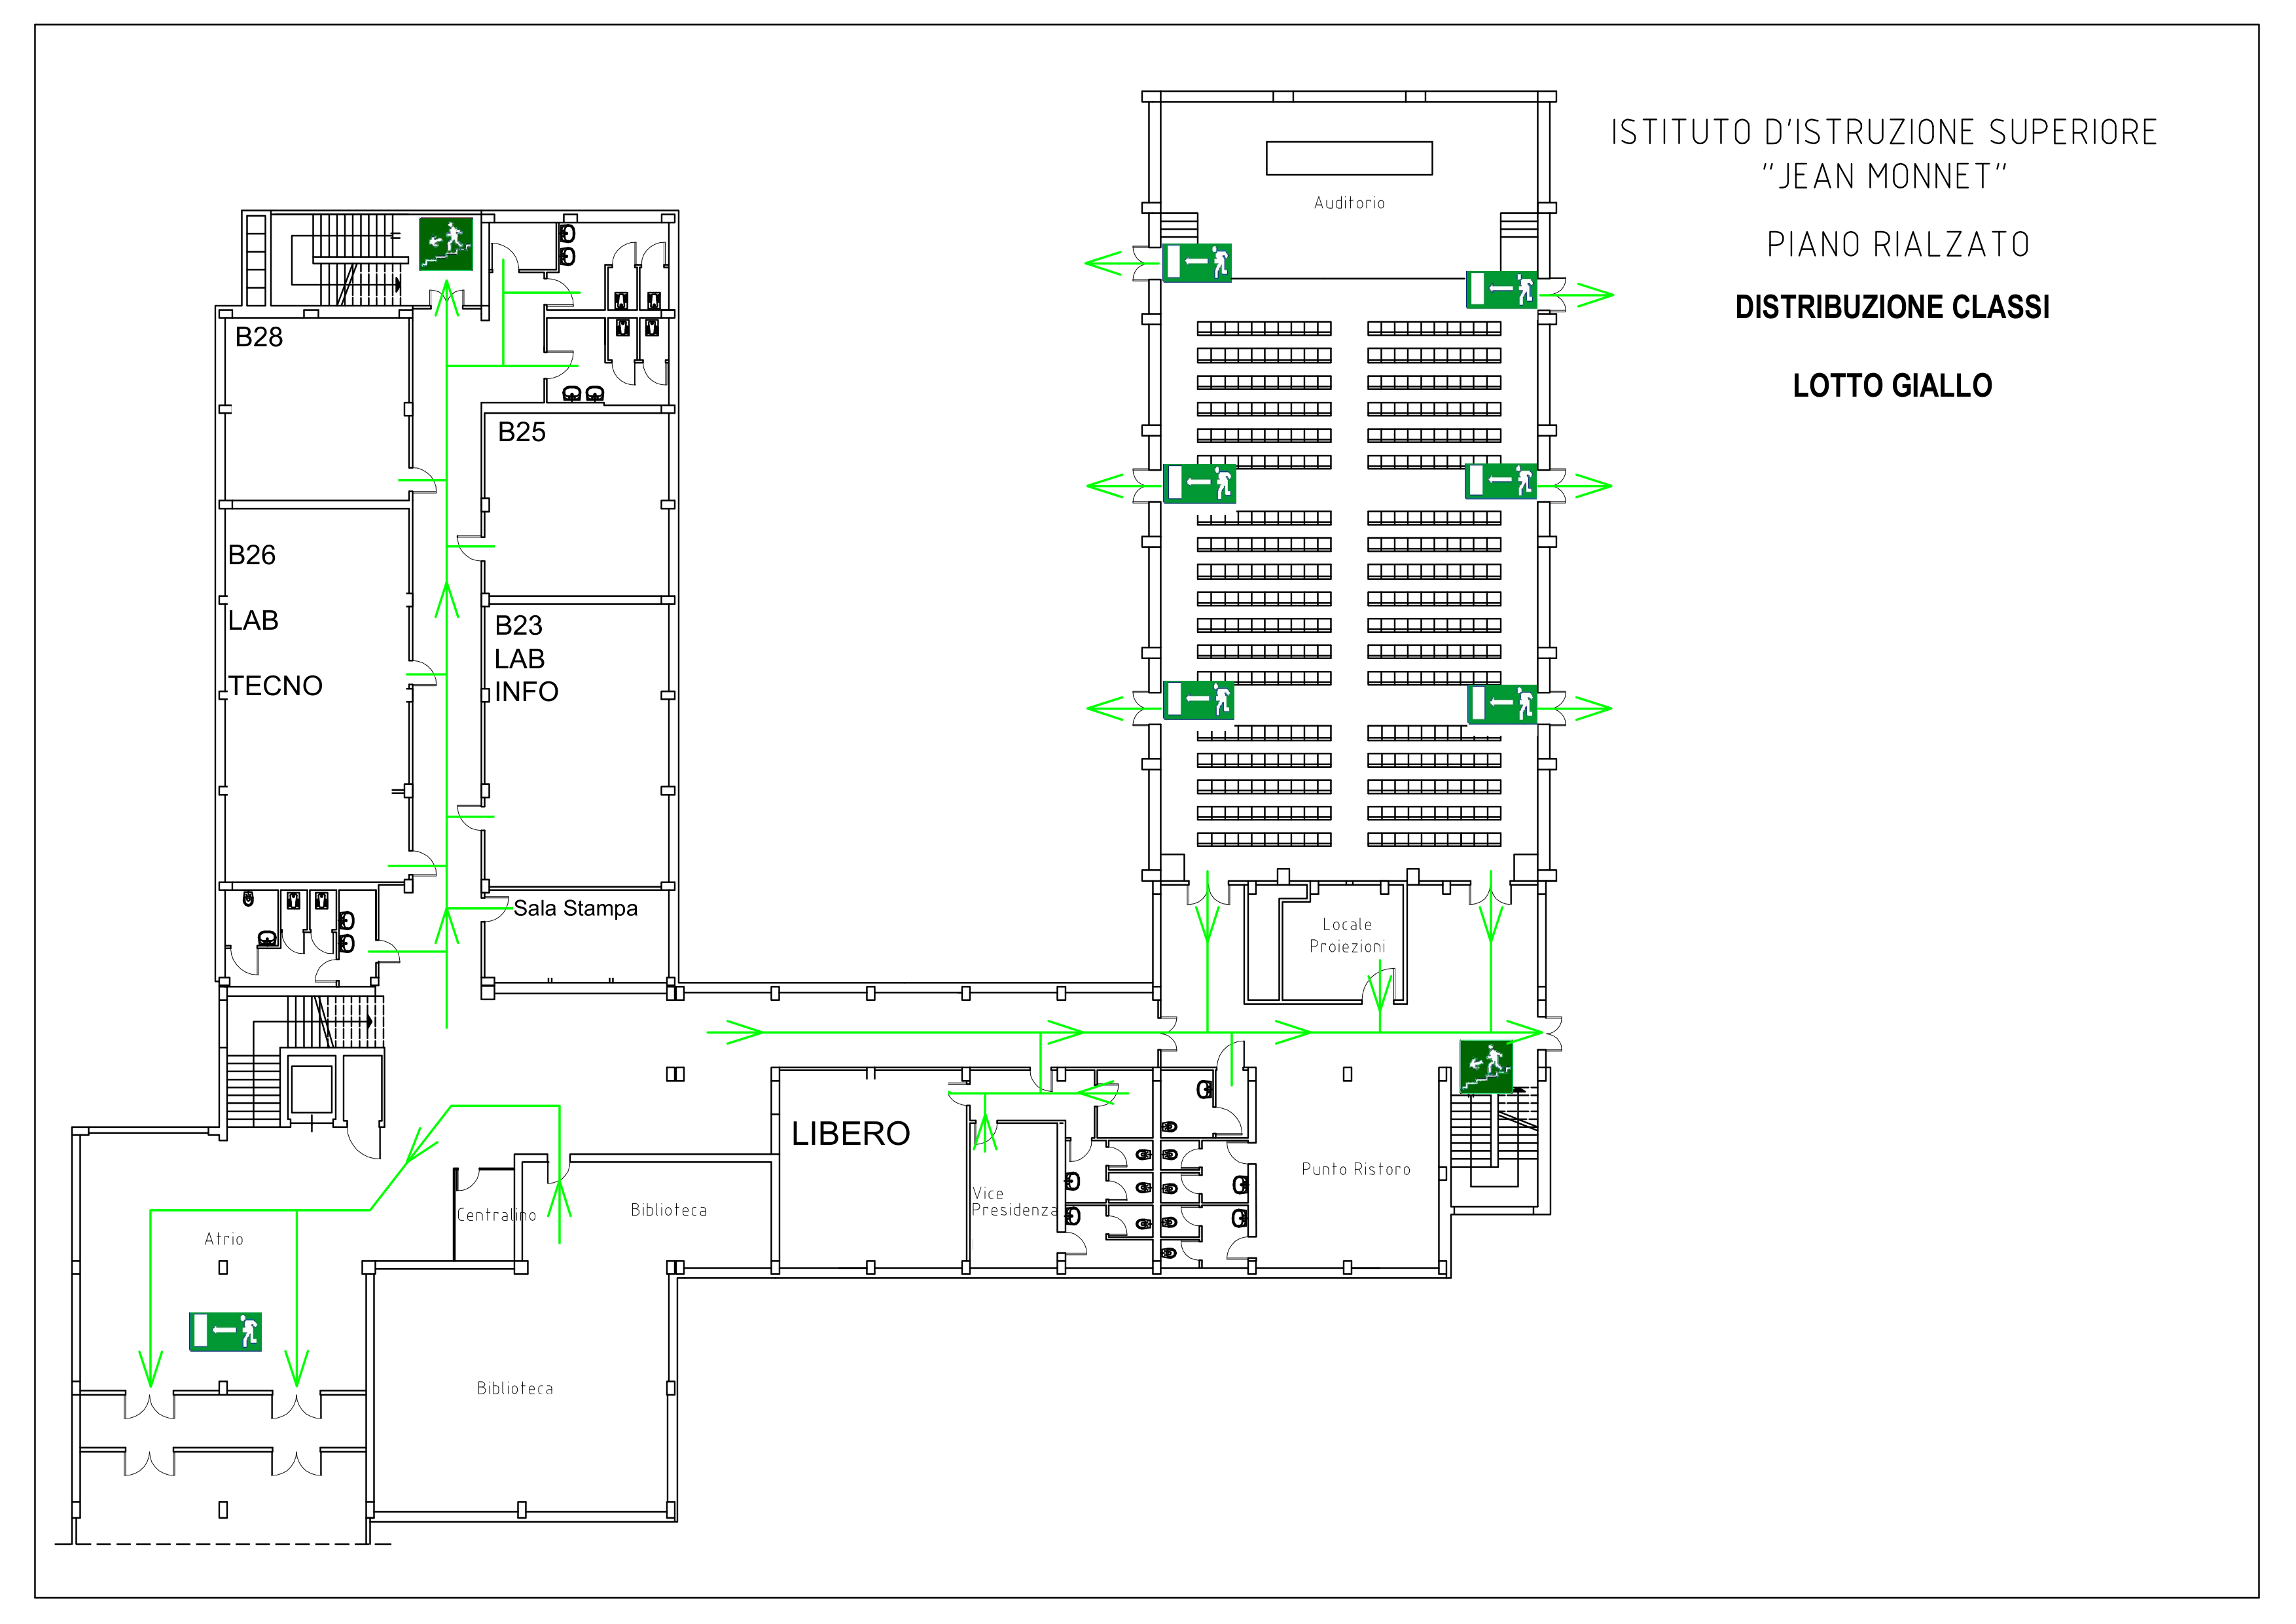 ISTITUTO D'ISTRUZIONE SUPERIORE
"JEAN MONNET"
PIANO RIALZATO
DISTRIBUZIONE CLASSI
LOTTO GIALLO
Auditorio
B28
B25
B26
LAB
TECNO
B23
LAB
INFO
Sala Stampa
Locale
Proiezioni
LIBERO
Vice
Presidenza
Punto Ristoro
Centralino
Biblioteca
Atrio
Biblioteca